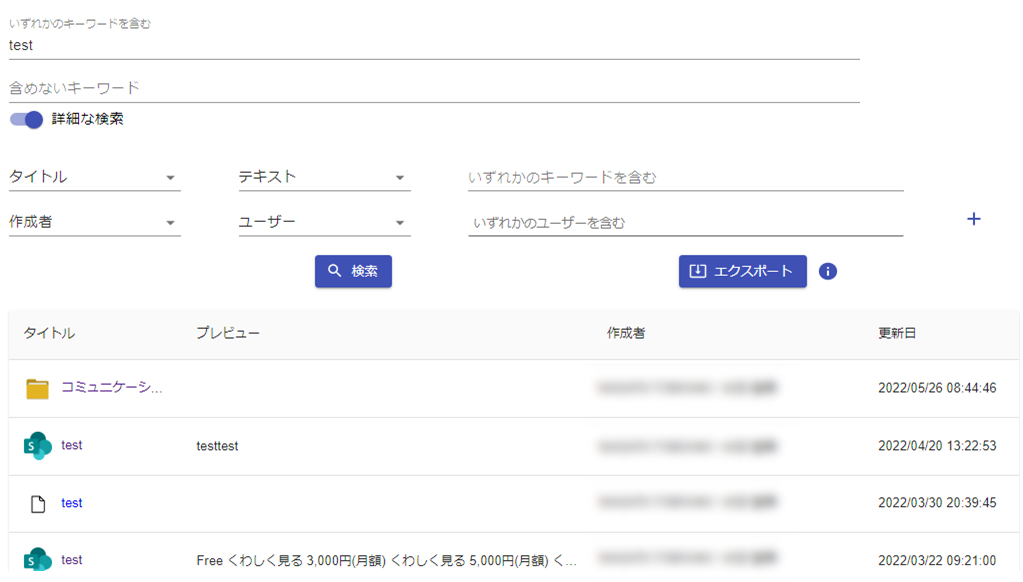 いずれかのキーワードを含む
test
含めないキーワード
詳細な検索
タイトル テキスト いずれかのキーワードを含む
作成者 ユーザー いずれかのユーザーを含む
検索 エクスポート
タイトル プレビュー 作成者 更新日
コミュニケーシ... 2022/05/26 08:44:46
test testtest 2022/04/20 13:22:53
test 2022/03/30 20:39:45
test Free くわしく見る 3,000円(月額) くわしく見る 5,000円(月額) く... 2022/03/22 09:21:00